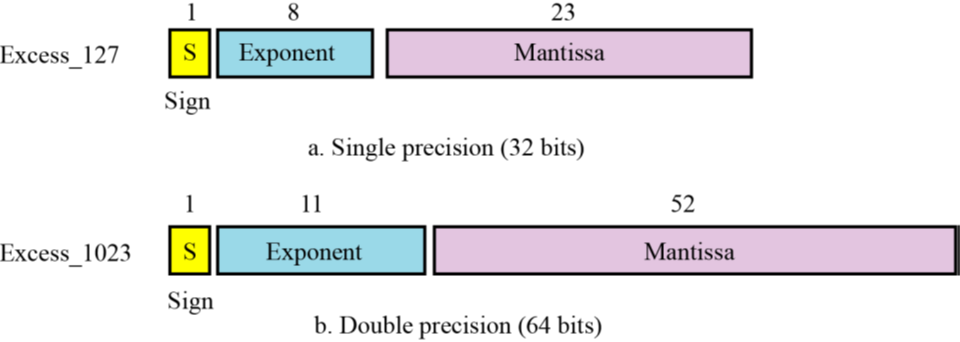 1 8 23
Excess_127 S Exponent Mantissa
Sign
a. Single precision (32 bits)
1 11 52
Excess_1023 S Exponent Mantissa
Sign
b. Double precision (64 bits)